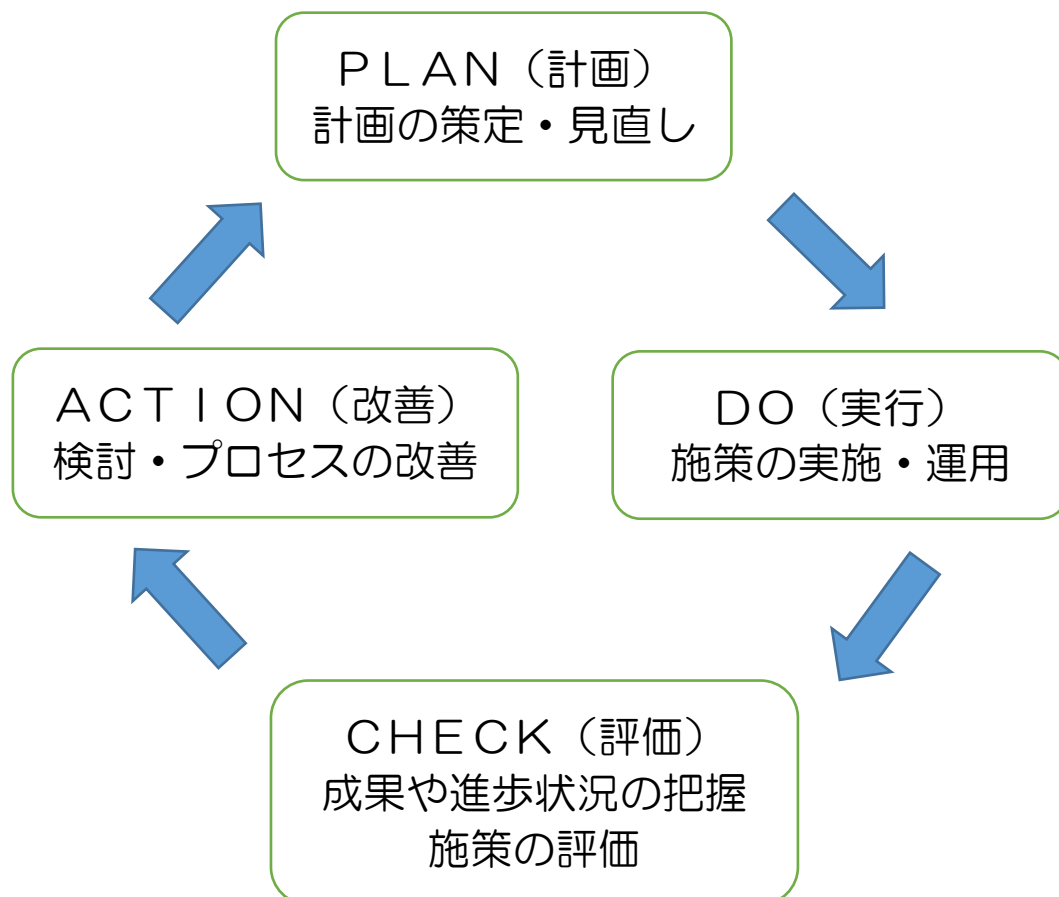 ＰＬＡＮ（計画）
計画の策定・見直し
ＤＯ（実行）
施策の実施・運用
ＣＨＥＣＫ（評価）
成果や進歩状況の把握
施策の評価
ＡＣＴＩＯＮ（改善）
検討・プロセスの改善